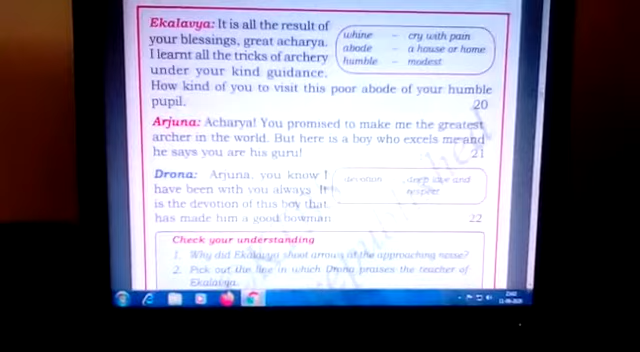 Ekalavya: It is all the result of
your blessings, great acharya.
I learnt all the tricks of archery
under your kind guidance.
whine – cry with pain
abode – a house or home
humble – modest
How kind of you to visit this poor abode of your humble
pupil. 20
Arjuna: Acharya! You promised to make me the greatest
archer in the world. But here is a boy who excels me and
he says you are his guru! 21
Drona: Arjuna, you know I
have been with you always. It
is the devotion of this boy that
has made him a good bowman
devotion – deep love and
respect
22
Check your understanding
1. Why did Ekalavya shoot arrows at the approaching noise?
2. Pick out the line in which Drona praises the teacher of
Ekalavya.